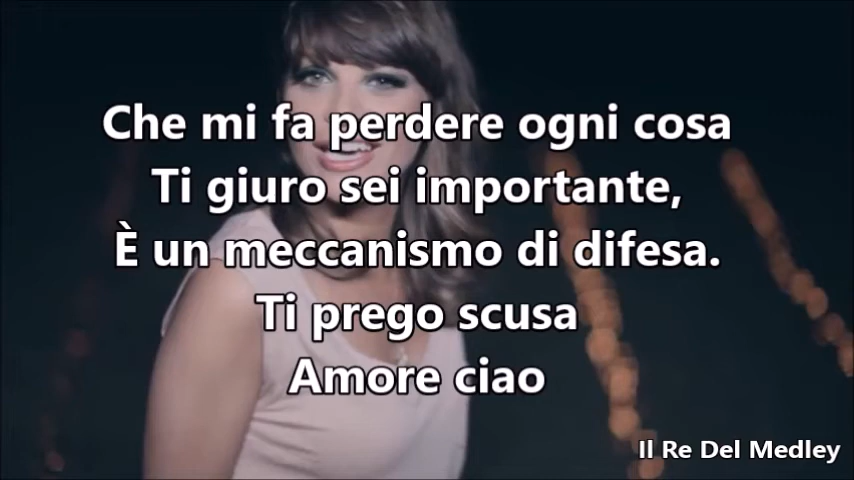 Che mi fa perdere ogni cosa
Ti giuro sei importante,
È un meccanismo di difesa.
Ti prego scusa
Amore ciao
Il Re Del Medley